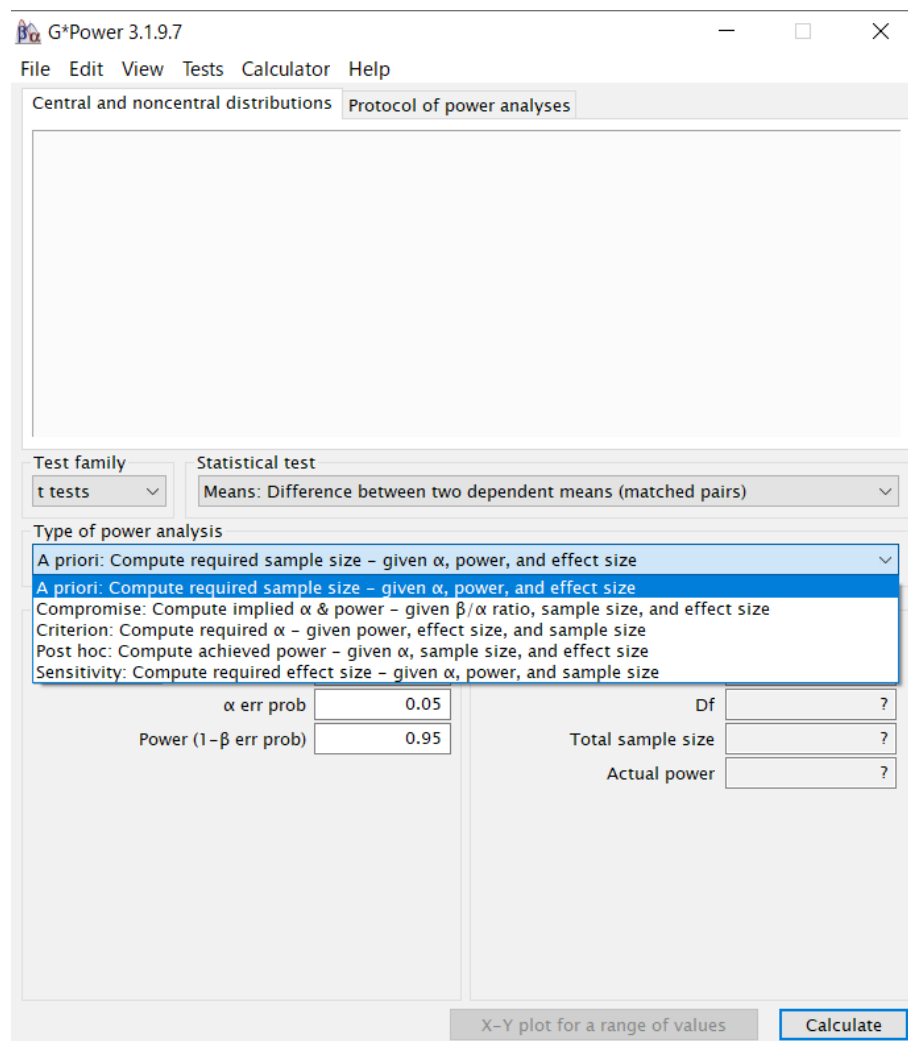 G*Power 3.1.9.7
File Edit View Tests Calculator Help
Central and noncentral distributions Protocol of power analyses
Test family Statistical test
t tests Means: Difference between two dependent means (matched pairs)
Type of power analysis
A priori: Compute required sample size – given α, power, and effect size
A priori: Compute required sample size – given α, power, and effect size
Compromise: Compute implied α & power – given β/α ratio, sample size, and effect size
Criterion: Compute required α – given power, effect size, and sample size
Post hoc: Compute achieved power – given α, sample size, and effect size
Sensitivity: Compute required effect size – given α, power, and sample size
α err prob 0.05 Df ?
Power (1–β err prob) 0.95 Total sample size ?
Actual power ?
X–Y plot for a range of values Calculate